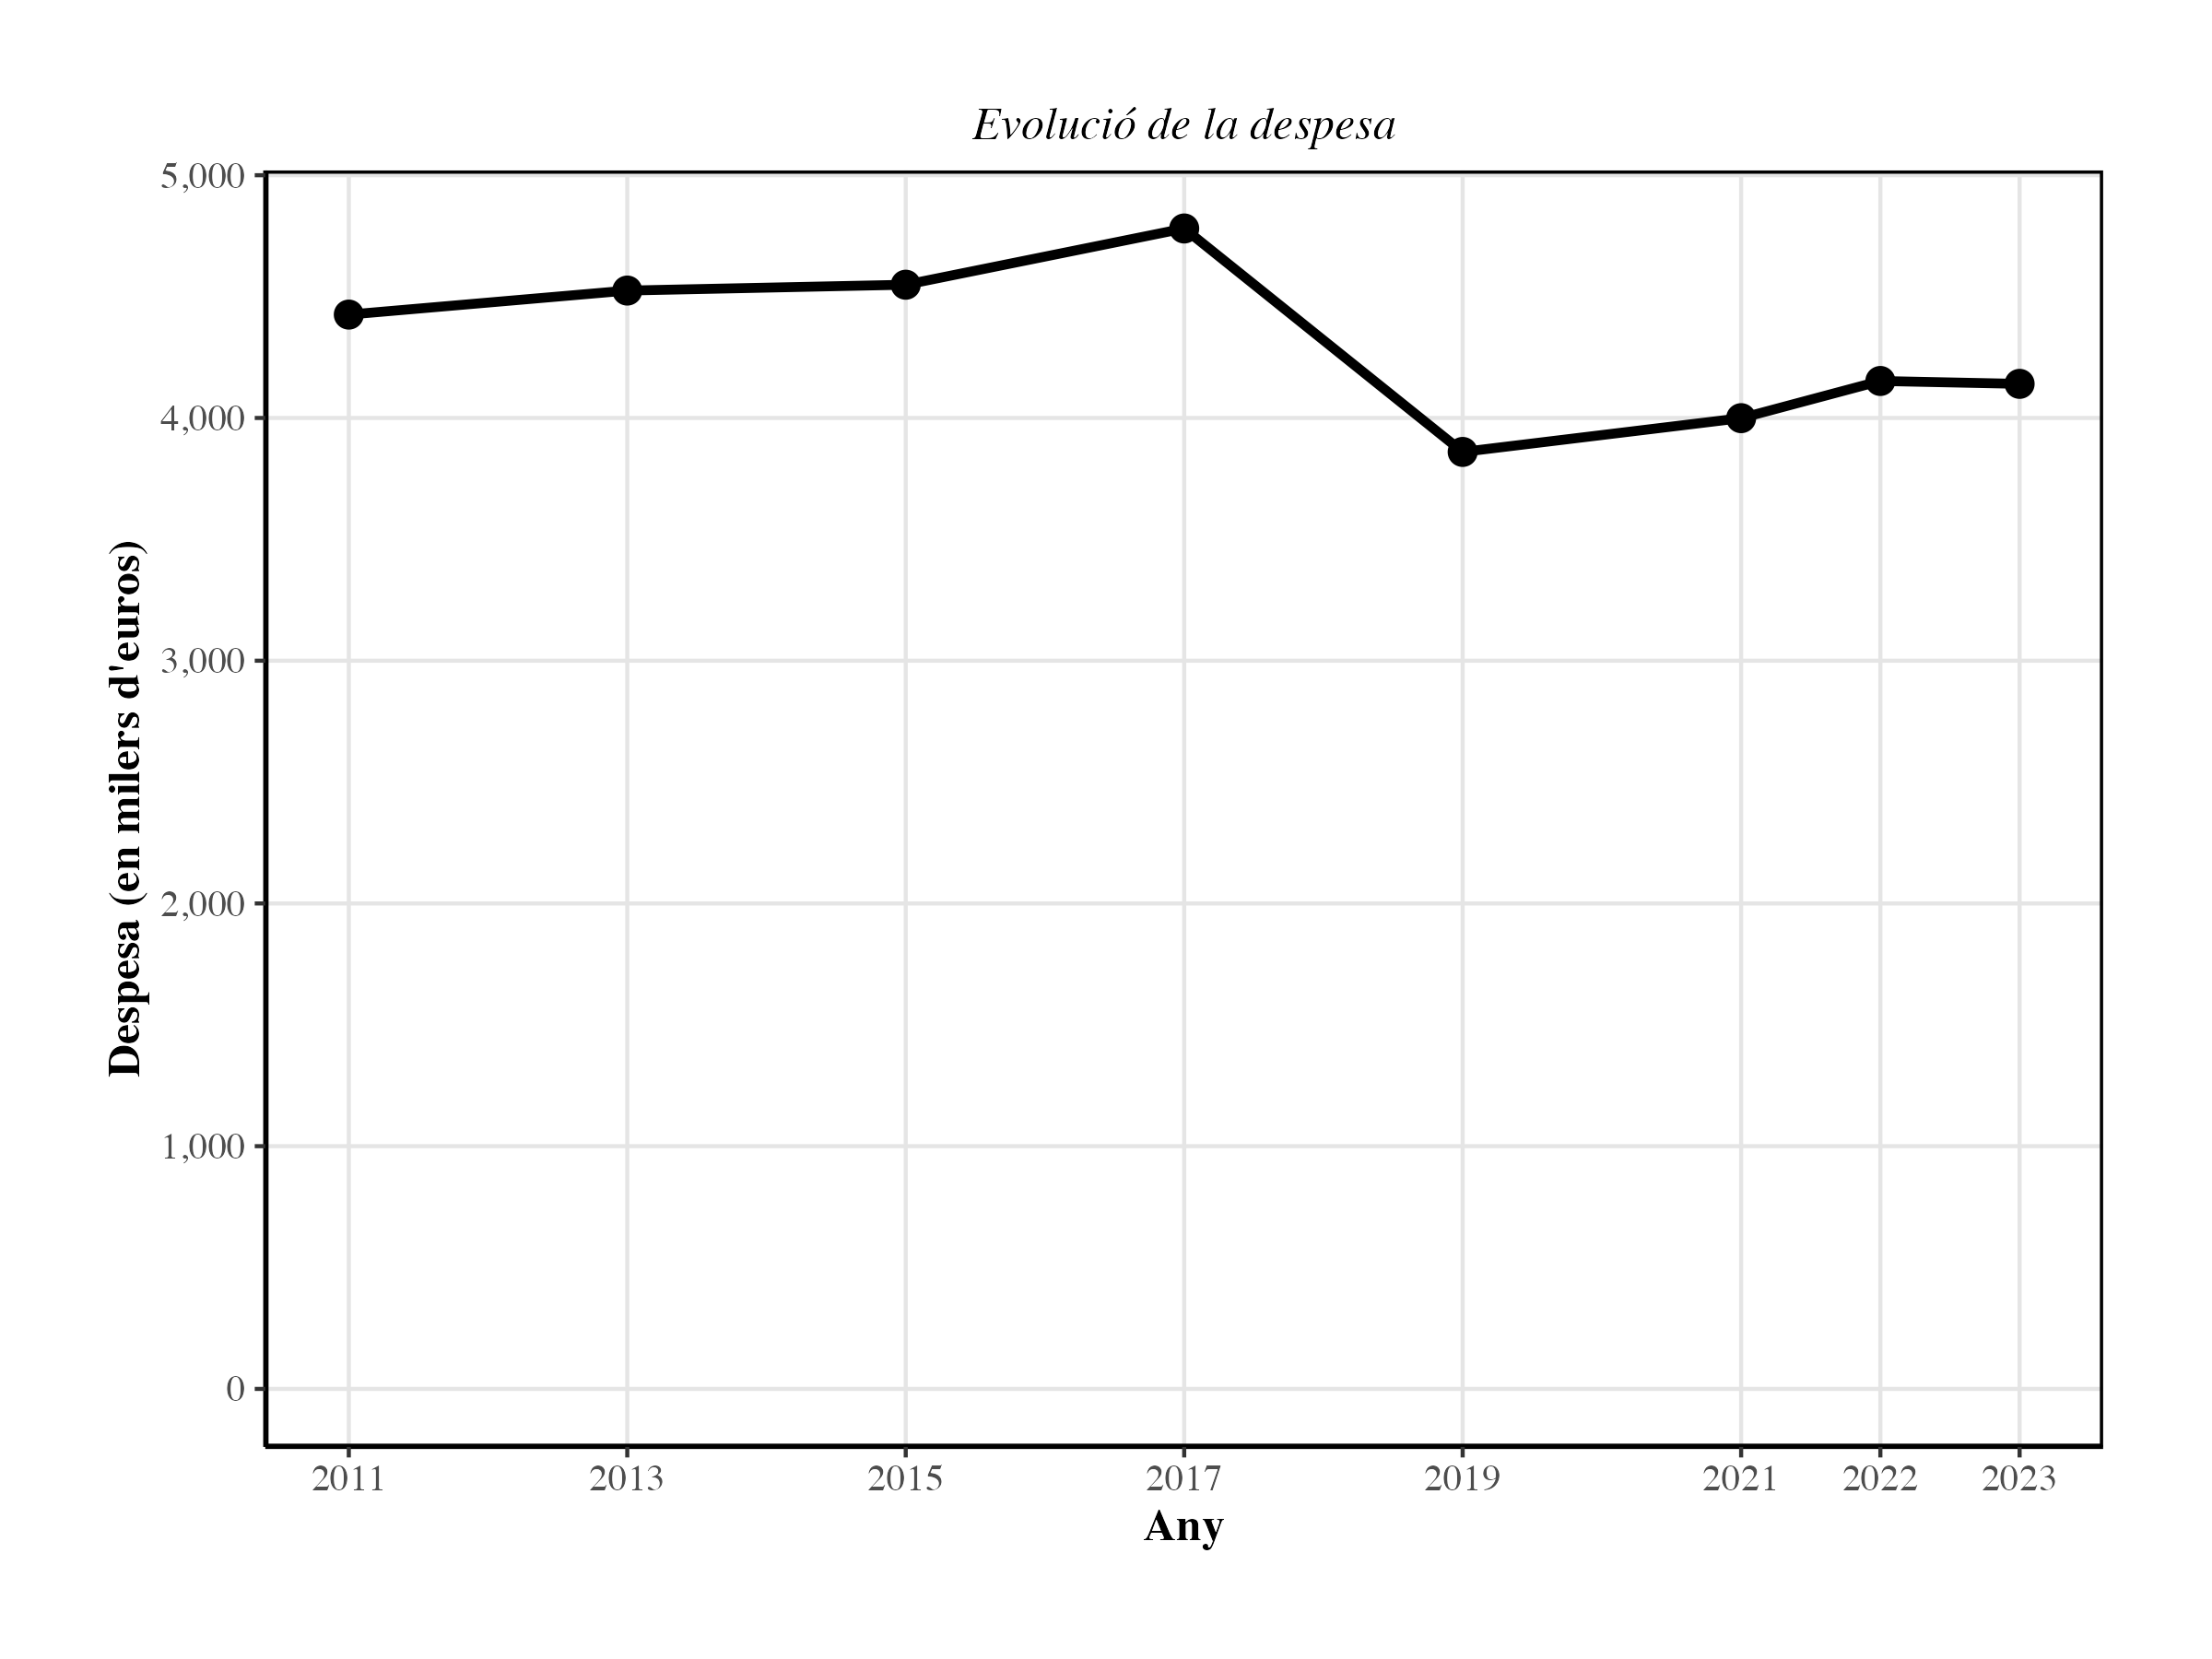 Evolució de la despesa
5,000
4,000
3,000
2,000
1,000
0
Despesa (en milers d'euros)
2011 2013 2015 2017 2019 2021 2022 2023
Any